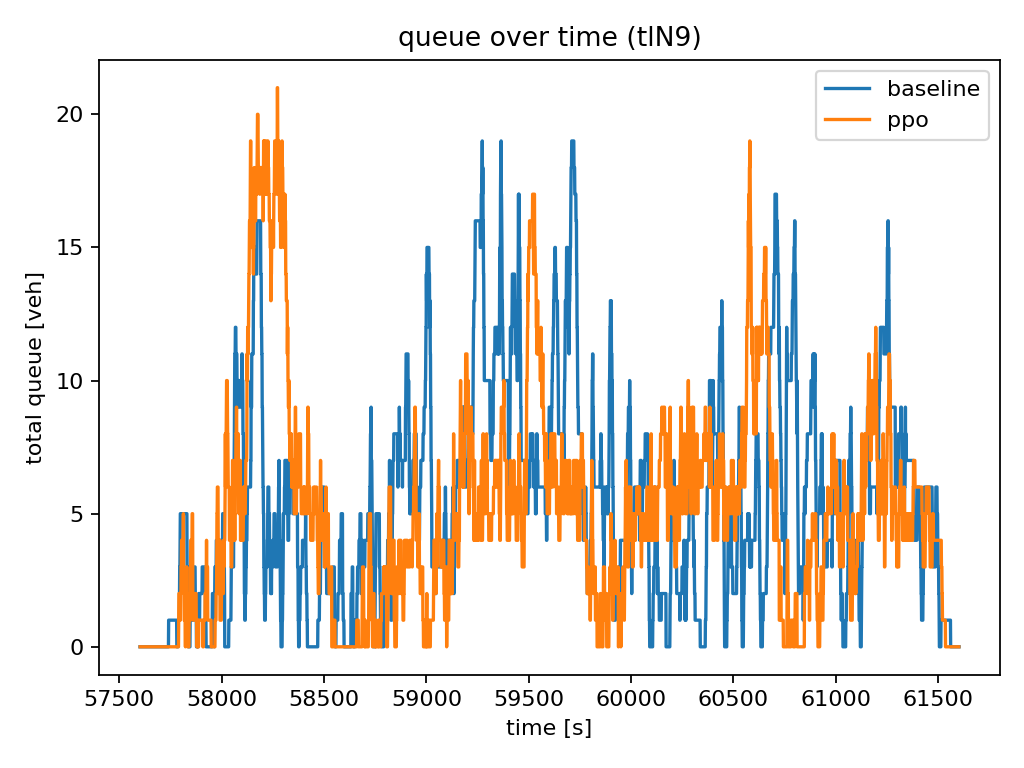 queue over time (tlN9)
baseline
ppo
total queue [veh]
20
15
10
5
0
57500 58000 58500 59000 59500 60000 60500 61000 61500
time [s]